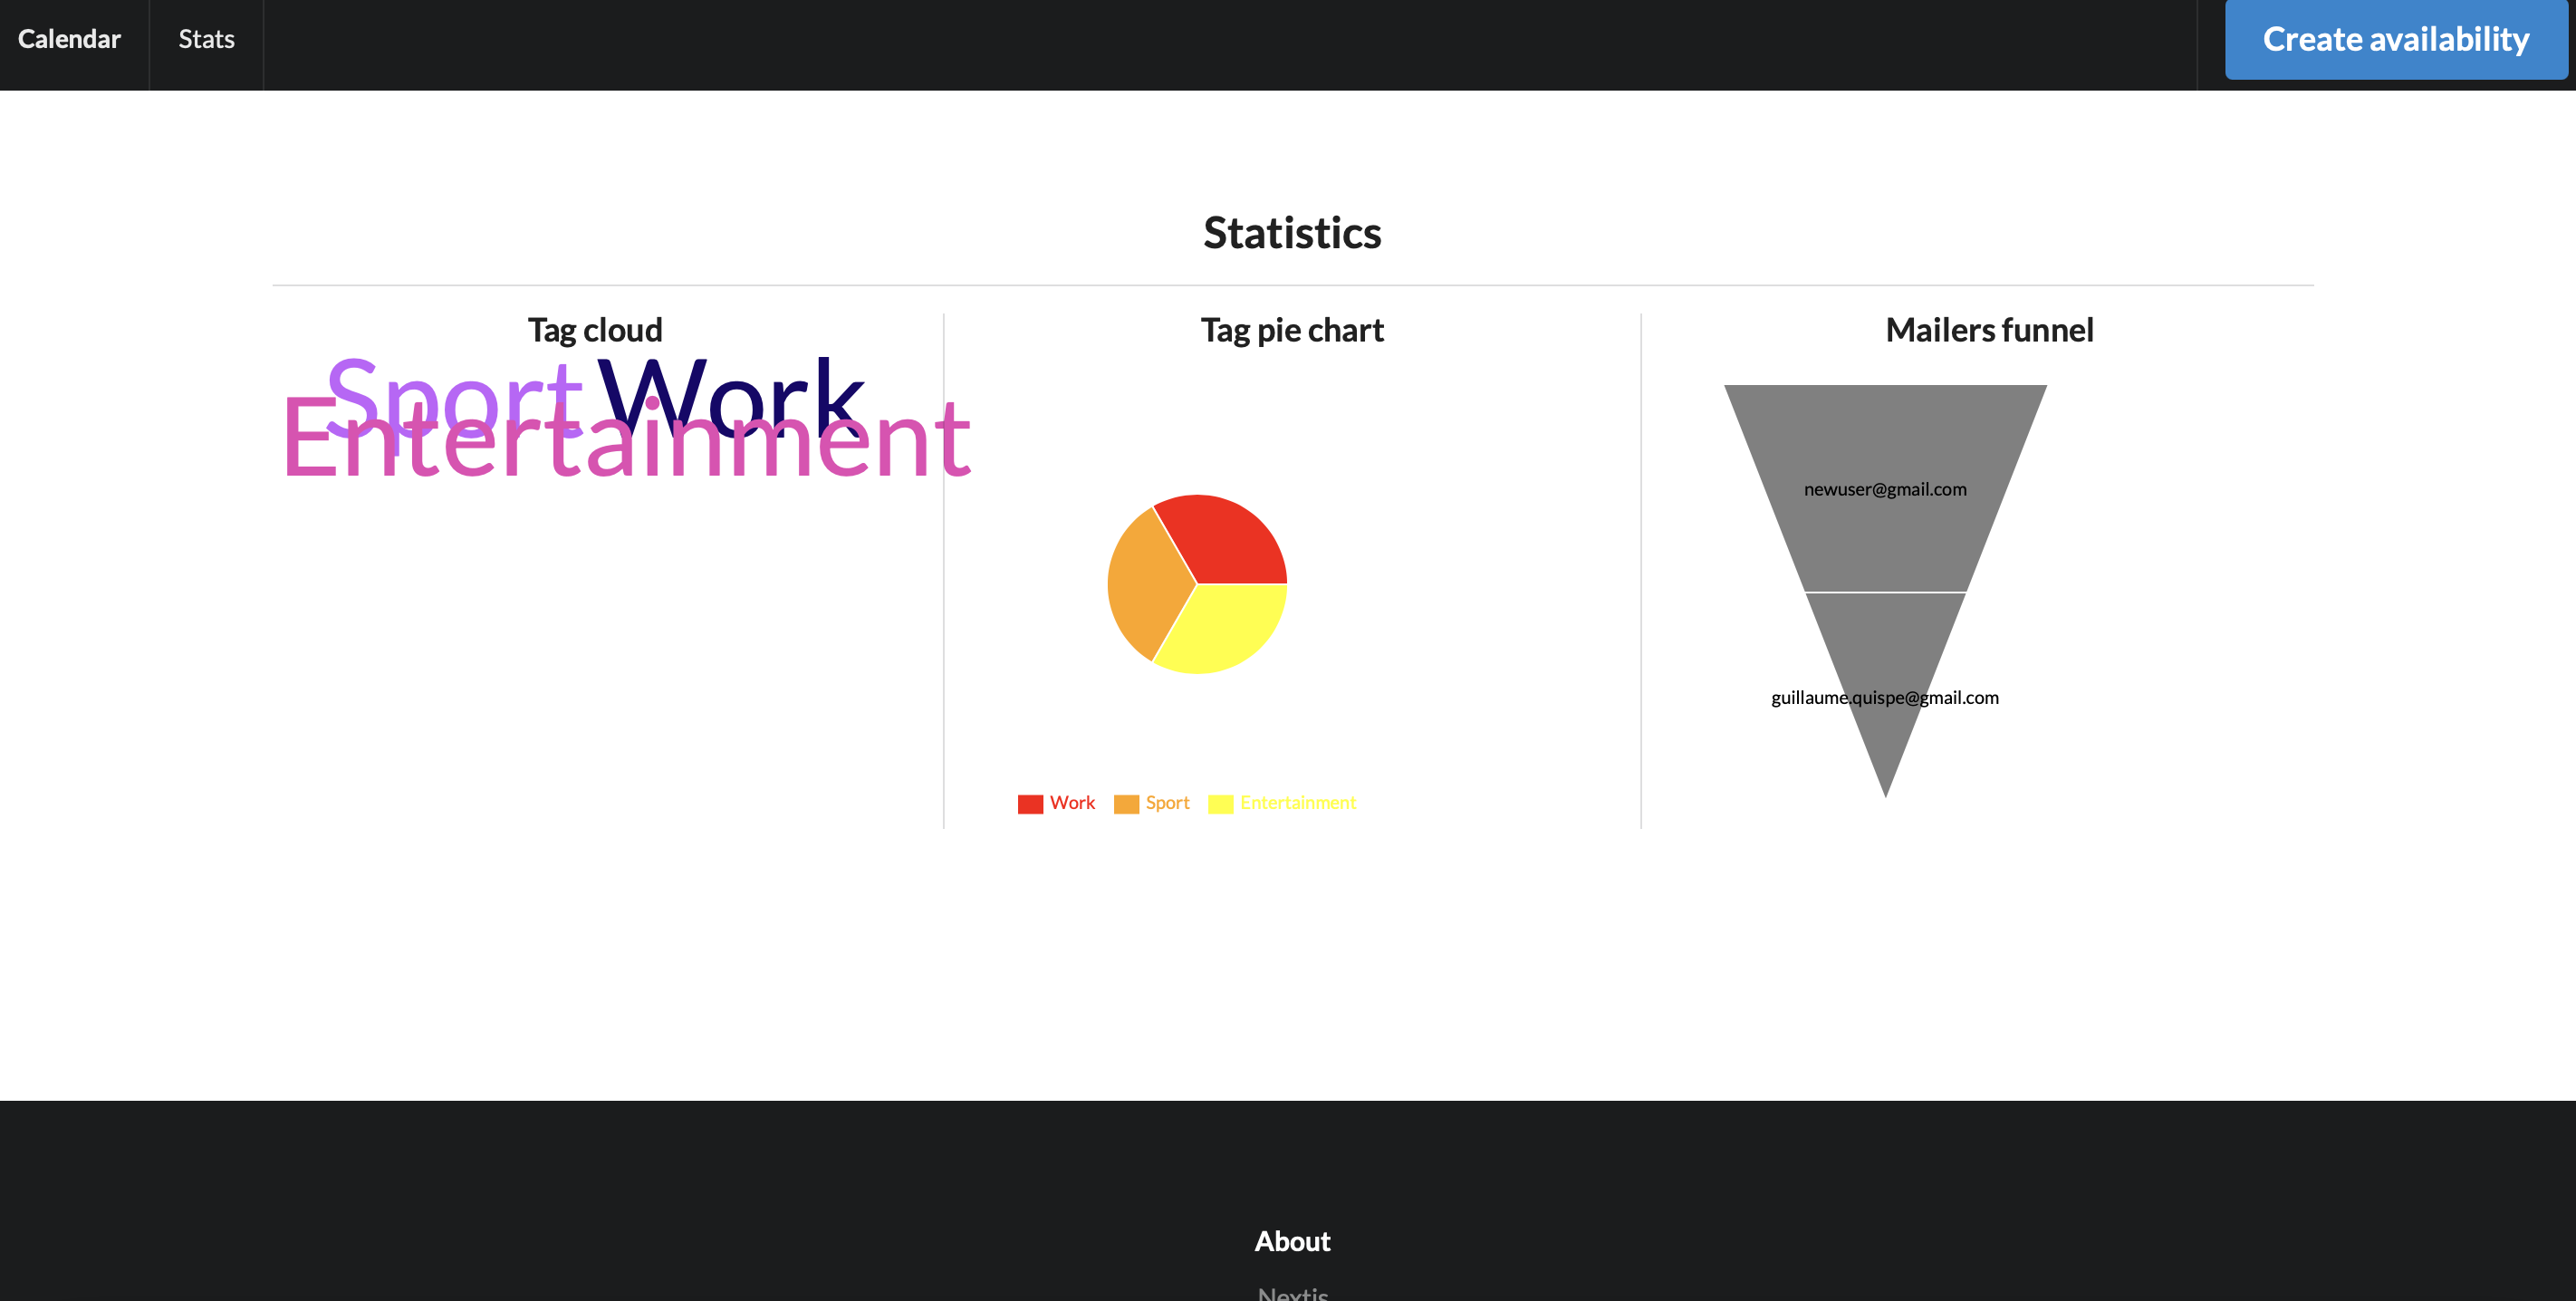 Calendar
Stats
Create availability
Statistics
Tag cloud
Sport Work
Entertainment
Tag pie chart
Work Sport Entertainment
Mailers funnel
newuser@gmail.com
guillaume.quispe@gmail.com
About
Nextis